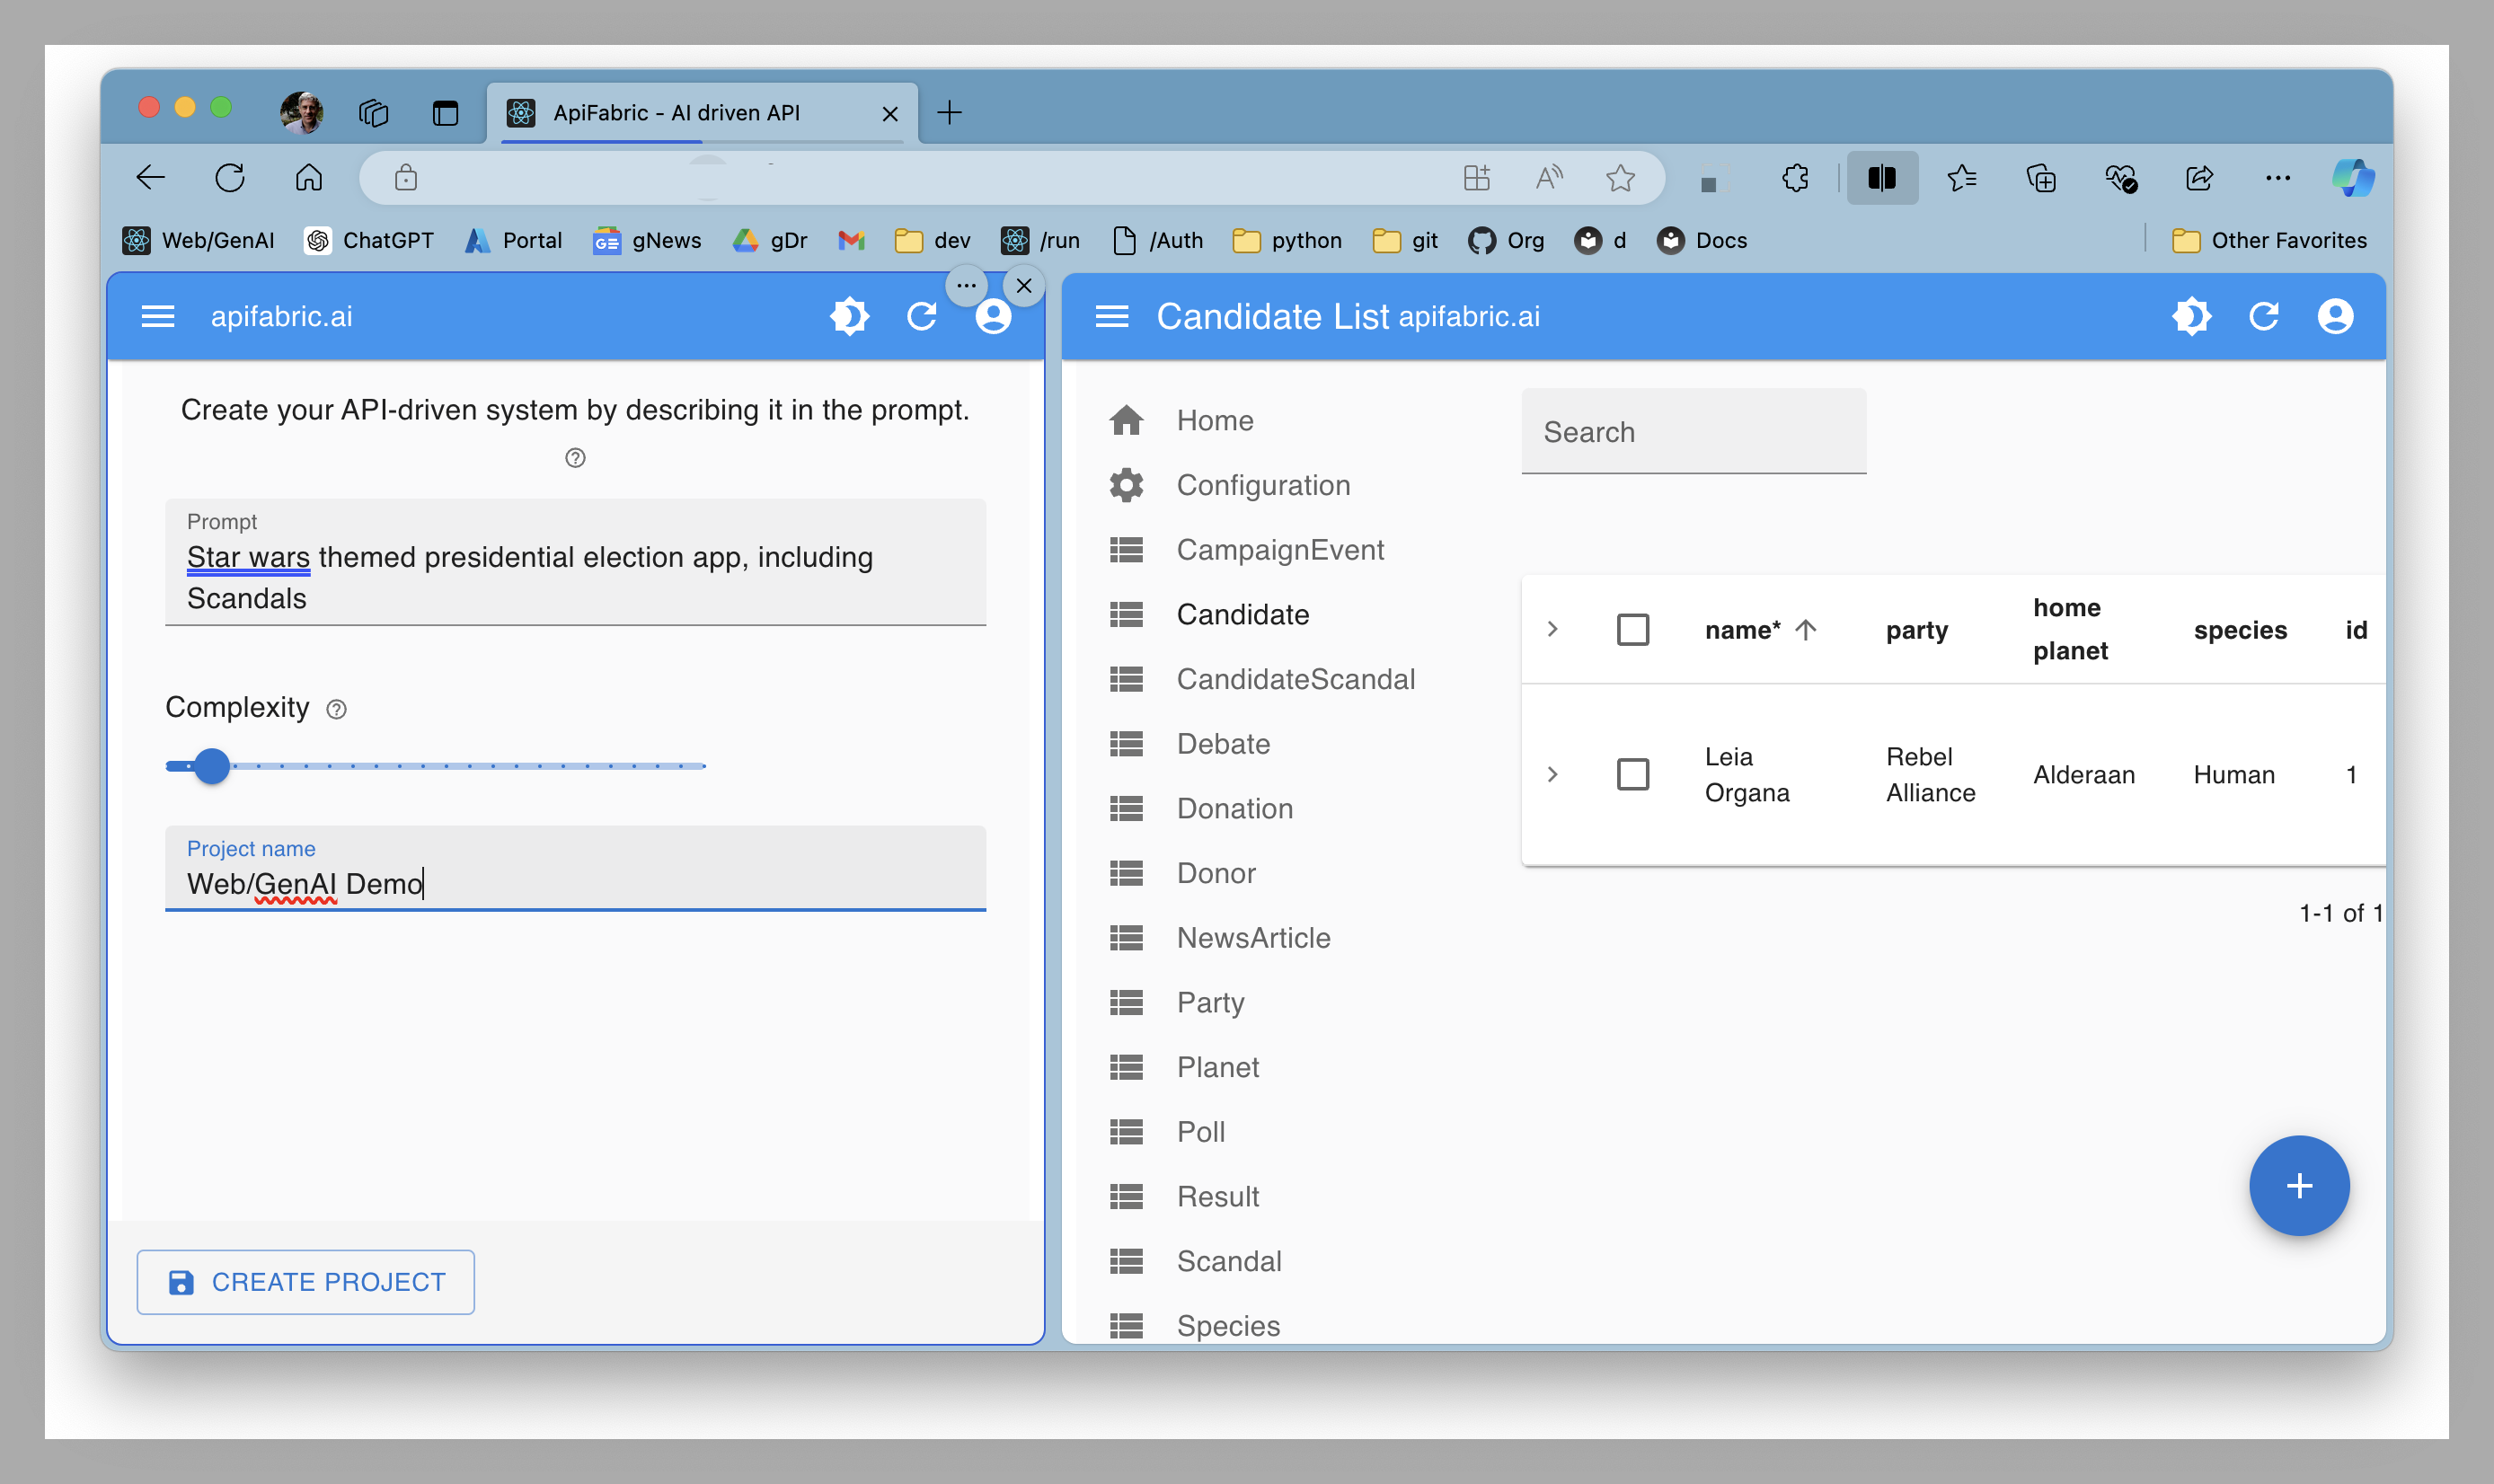 ApiFabric - AI driven API
Web/GenAI ChatGPT Portal gNews gDr dev /run /Auth python git Org d Docs Other Favorites
apifabric.ai
Create your API-driven system by describing it in the prompt.
Prompt
Star wars themed presidential election app, including
Scandals
Complexity
Project name
Web/GenAI Demo
CREATE PROJECT
Candidate List apifabric.ai
Home
Configuration
CampaignEvent
Candidate
CandidateScandal
Debate
Donation
Donor
NewsArticle
Party
Planet
Poll
Result
Scandal
Species
Search
name* party home planet species id
Leia Organa Rebel Alliance Alderaan Human 1
1-1 of 1